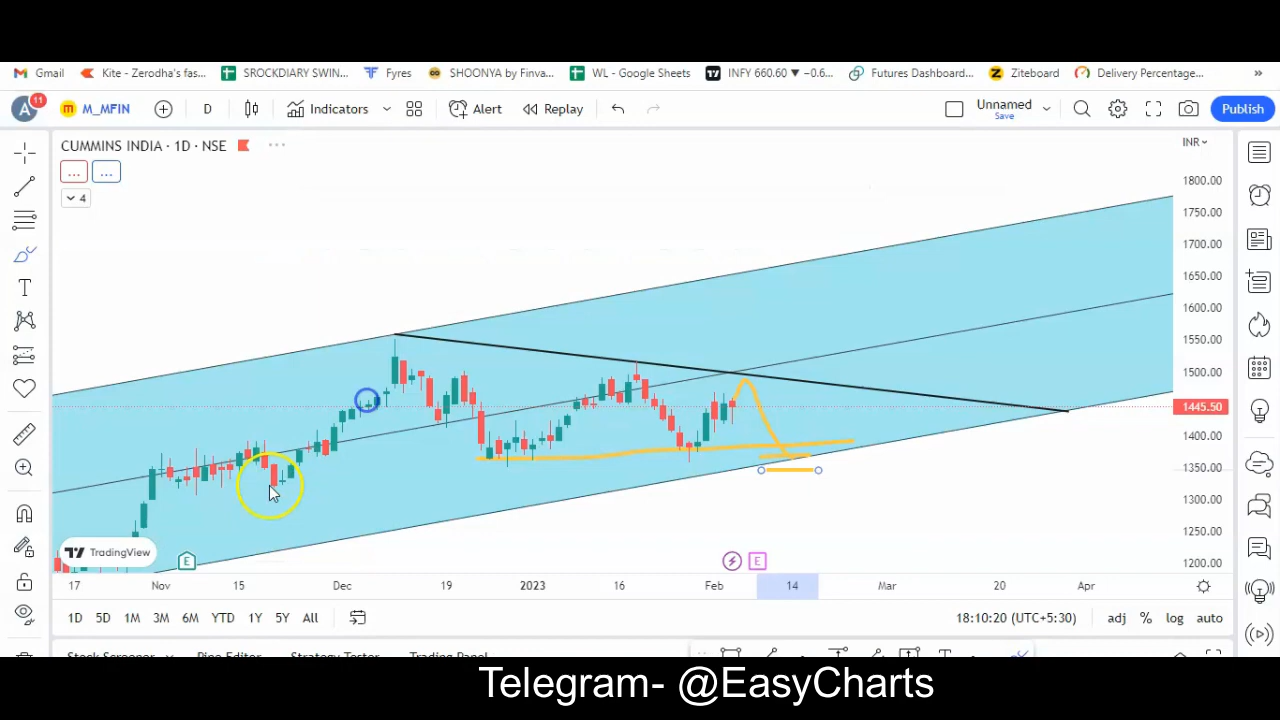 Gmail Kite - Zerodha's fas... SROCKDIARY SWIN... Fyres SHOONYA by Finva... WL - Google Sheets INFY 660.60 ▼ −0.6... Futures Dashboard... Ziteboard Delivery Percentage... »
A 11 m M_MFIN D Indicators Alert Replay Unnamed Publish
Save
CUMMINS INDIA · 1D · NSE ... INR
... ...
4
1800.00
1750.00
1700.00
1650.00
1600.00
1550.00
1500.00
1445.50
1400.00
1350.00
1300.00
1250.00
1200.00
T
TradingView
E E
17 Nov 15 Dec 19 2023 16 Feb 14 Mar 20 Apr
1D 5D 1M 3M 6M YTD 1Y 5Y All 18:10:20 (UTC+5:30) adj % log auto
Stock Screener Pine Editor Strategy Tester Trading Panel
Telegram- @EasyCharts